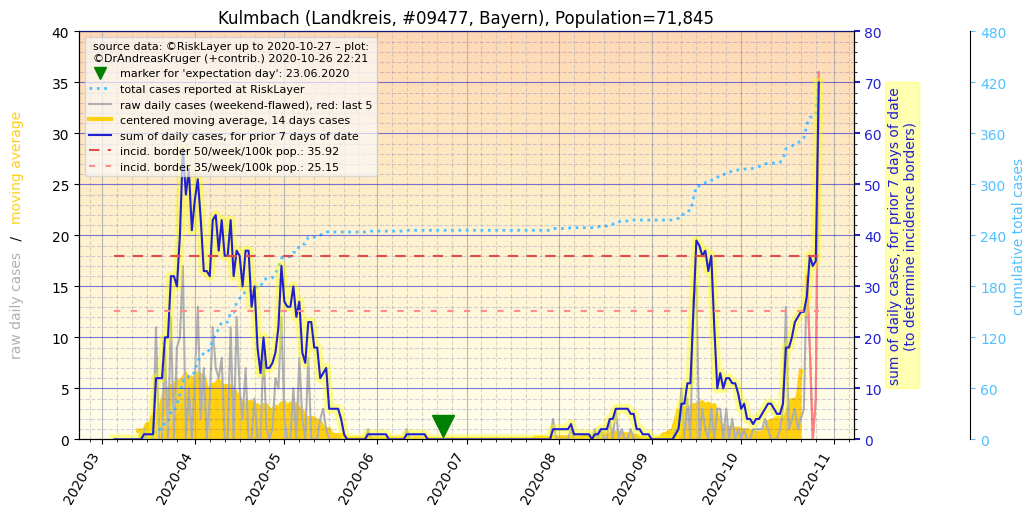 Kulmbach (Landkreis, #09477, Bayern), Population=71,845
source data: ©RiskLayer up to 2020-10-27 – plot:
©DrAndreasKruger (+contrib.) 2020-10-26 22:21
marker for 'expectation day': 23.06.2020
total cases reported at RiskLayer
raw daily cases (weekend-flawed), red: last 5
centered moving average, 14 days cases
sum of daily cases, for prior 7 days of date
incid. border 50/week/100k pop.: 35.92
incid. border 35/week/100k pop.: 25.15
raw daily cases / moving average
40
35
30
25
20
15
10
5
0
80
70
60
50
40
30
20
10
0
sum of daily cases, for prior 7 days of date
(to determine incidence borders)
480
420
360
300
240
180
120
60
0
cumulative total cases
2020-03
2020-04
2020-05
2020-06
2020-07
2020-08
2020-09
2020-10
2020-11